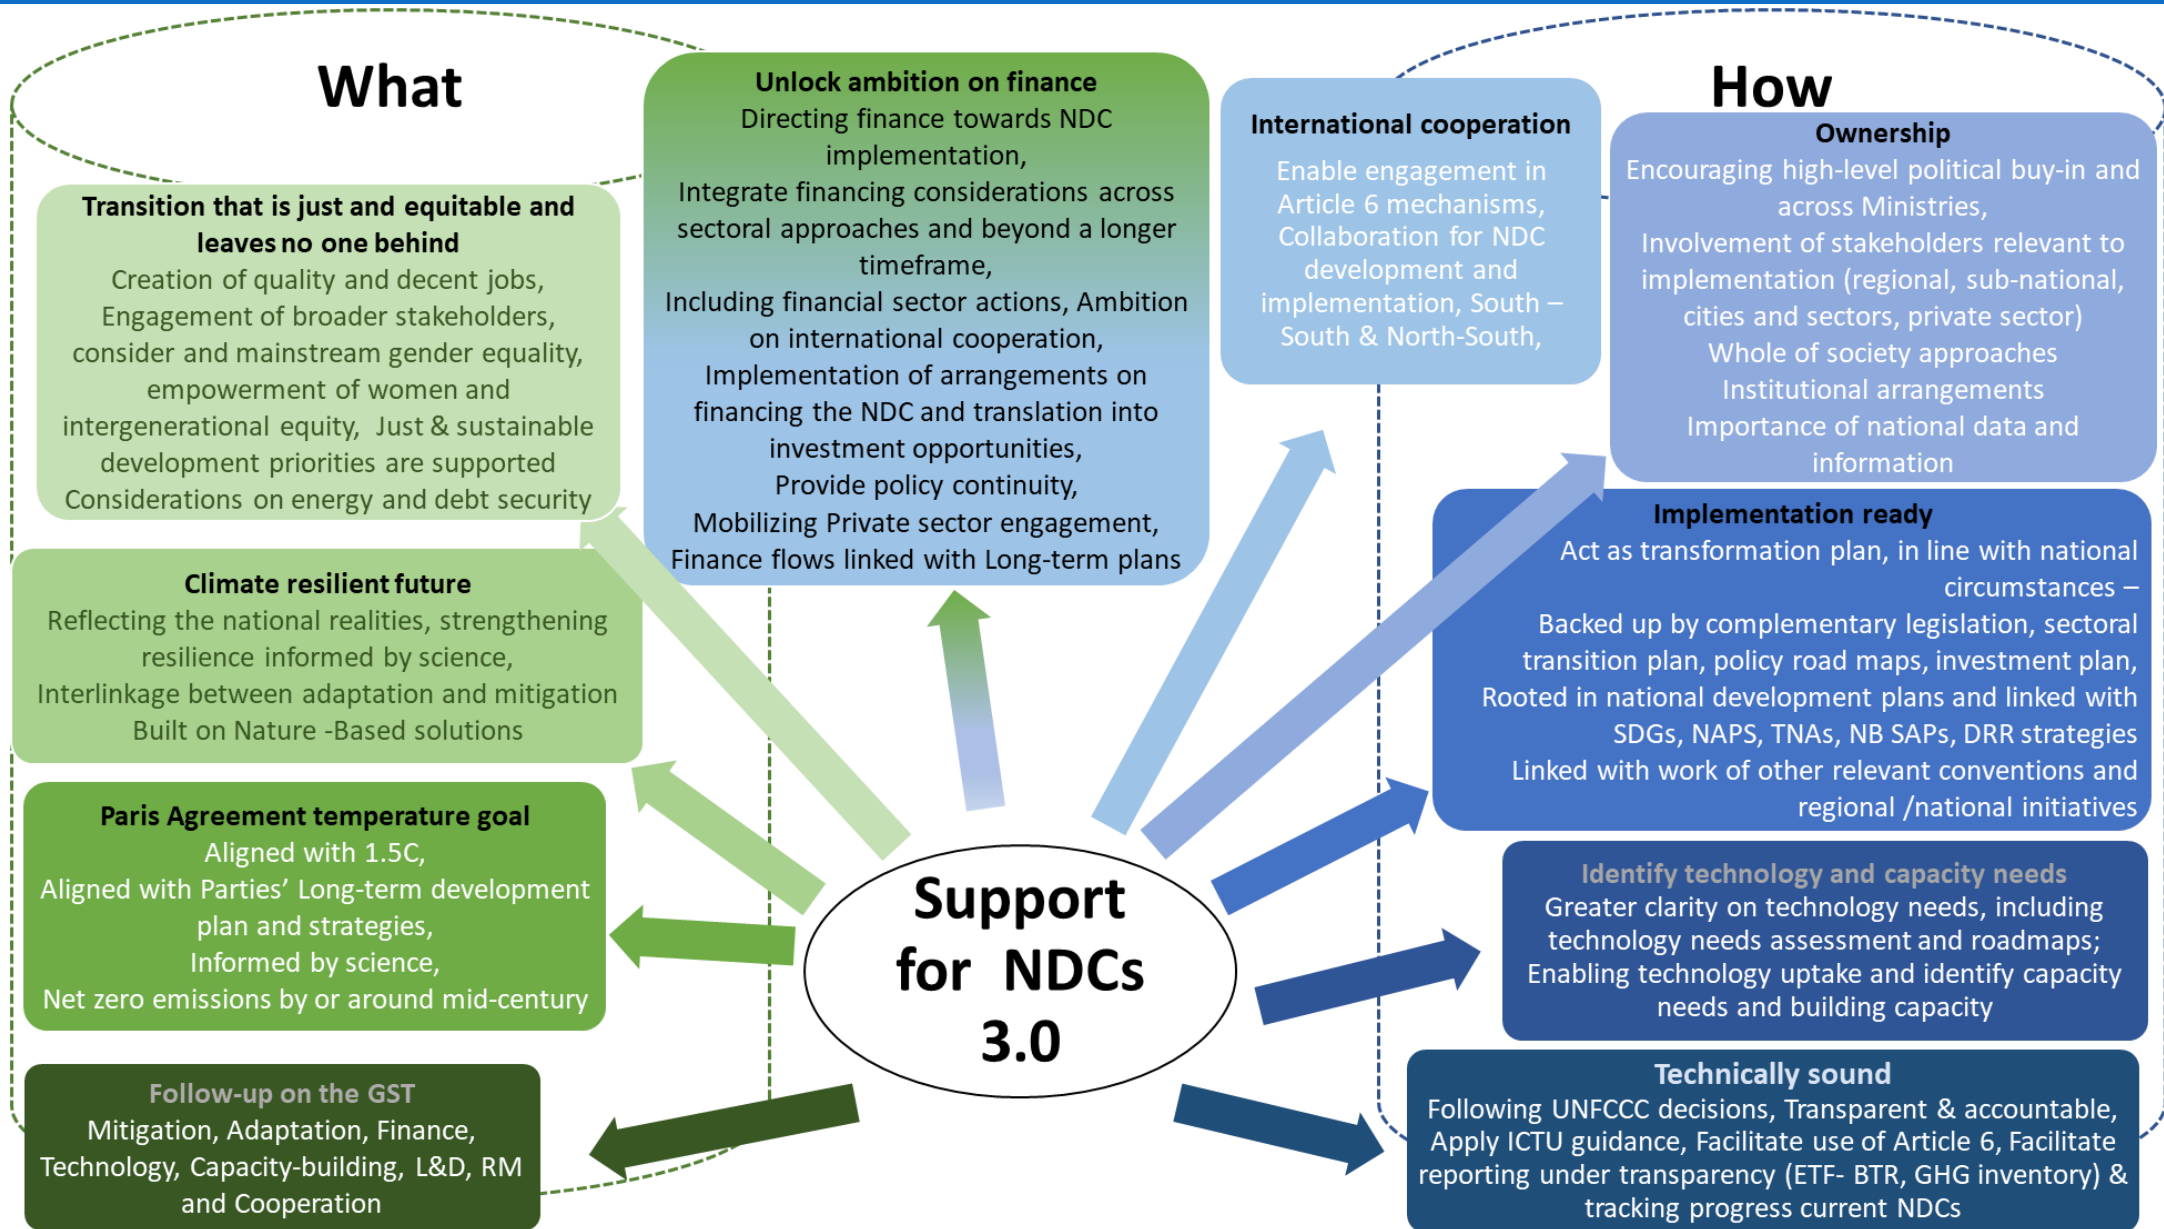 What
Transition that is just and equitable and
leaves no one behind
Creation of quality and decent jobs,
Engagement of broader stakeholders,
consider and mainstream gender equality,
empowerment of women and
intergenerational equity, Just & sustainable
development priorities are supported
Considerations on energy and debt security
Climate resilient future
Reflecting the national realities, strengthening
resilience informed by science,
Interlinkage between adaptation and mitigation
Built on Nature -Based solutions
Paris Agreement temperature goal
Aligned with 1.5C,
Aligned with Parties' Long-term development
plan and strategies,
Informed by science,
Net zero emissions by or around mid-century
Follow-up on the GST
Mitigation, Adaptation, Finance,
Technology, Capacity-building, L&D, RM
and Cooperation
Unlock ambition on finance
Directing finance towards NDC
implementation,
Integrate financing considerations across
sectoral approaches and beyond a longer
timeframe,
Including financial sector actions, Ambition
on international cooperation,
Implementation of arrangements on
financing the NDC and translation into
investment opportunities,
Provide policy continuity,
Mobilizing Private sector engagement,
Finance flows linked with Long-term plans
Support
for NDCs
3.0
How
International cooperation
Enable engagement in
Article 6 mechanisms,
Collaboration for NDC
development and
implementation, South –
South & North-South,
Ownership
Encouraging high-level political buy-in and
across Ministries,
Involvement of stakeholders relevant to
implementation (regional, sub-national,
cities and sectors, private sector)
Whole of society approaches
Institutional arrangements
Importance of national data and
information
Implementation ready
Act as transformation plan, in line with national
circumstances –
Backed up by complementary legislation, sectoral
transition plan, policy road maps, investment plan,
Rooted in national development plans and linked with
SDGs, NAPS, TNAs, NB SAPs, DRR strategies
Linked with work of other relevant conventions and
regional /national initiatives
Identify technology and capacity needs
Greater clarity on technology needs, including
technology needs assessment and roadmaps;
Enabling technology uptake and identify capacity
needs and building capacity
Technically sound
Following UNFCCC decisions, Transparent & accountable,
Apply ICTU guidance, Facilitate use of Article 6, Facilitate
reporting under transparency (ETF- BTR, GHG inventory) &
tracking progress current NDCs